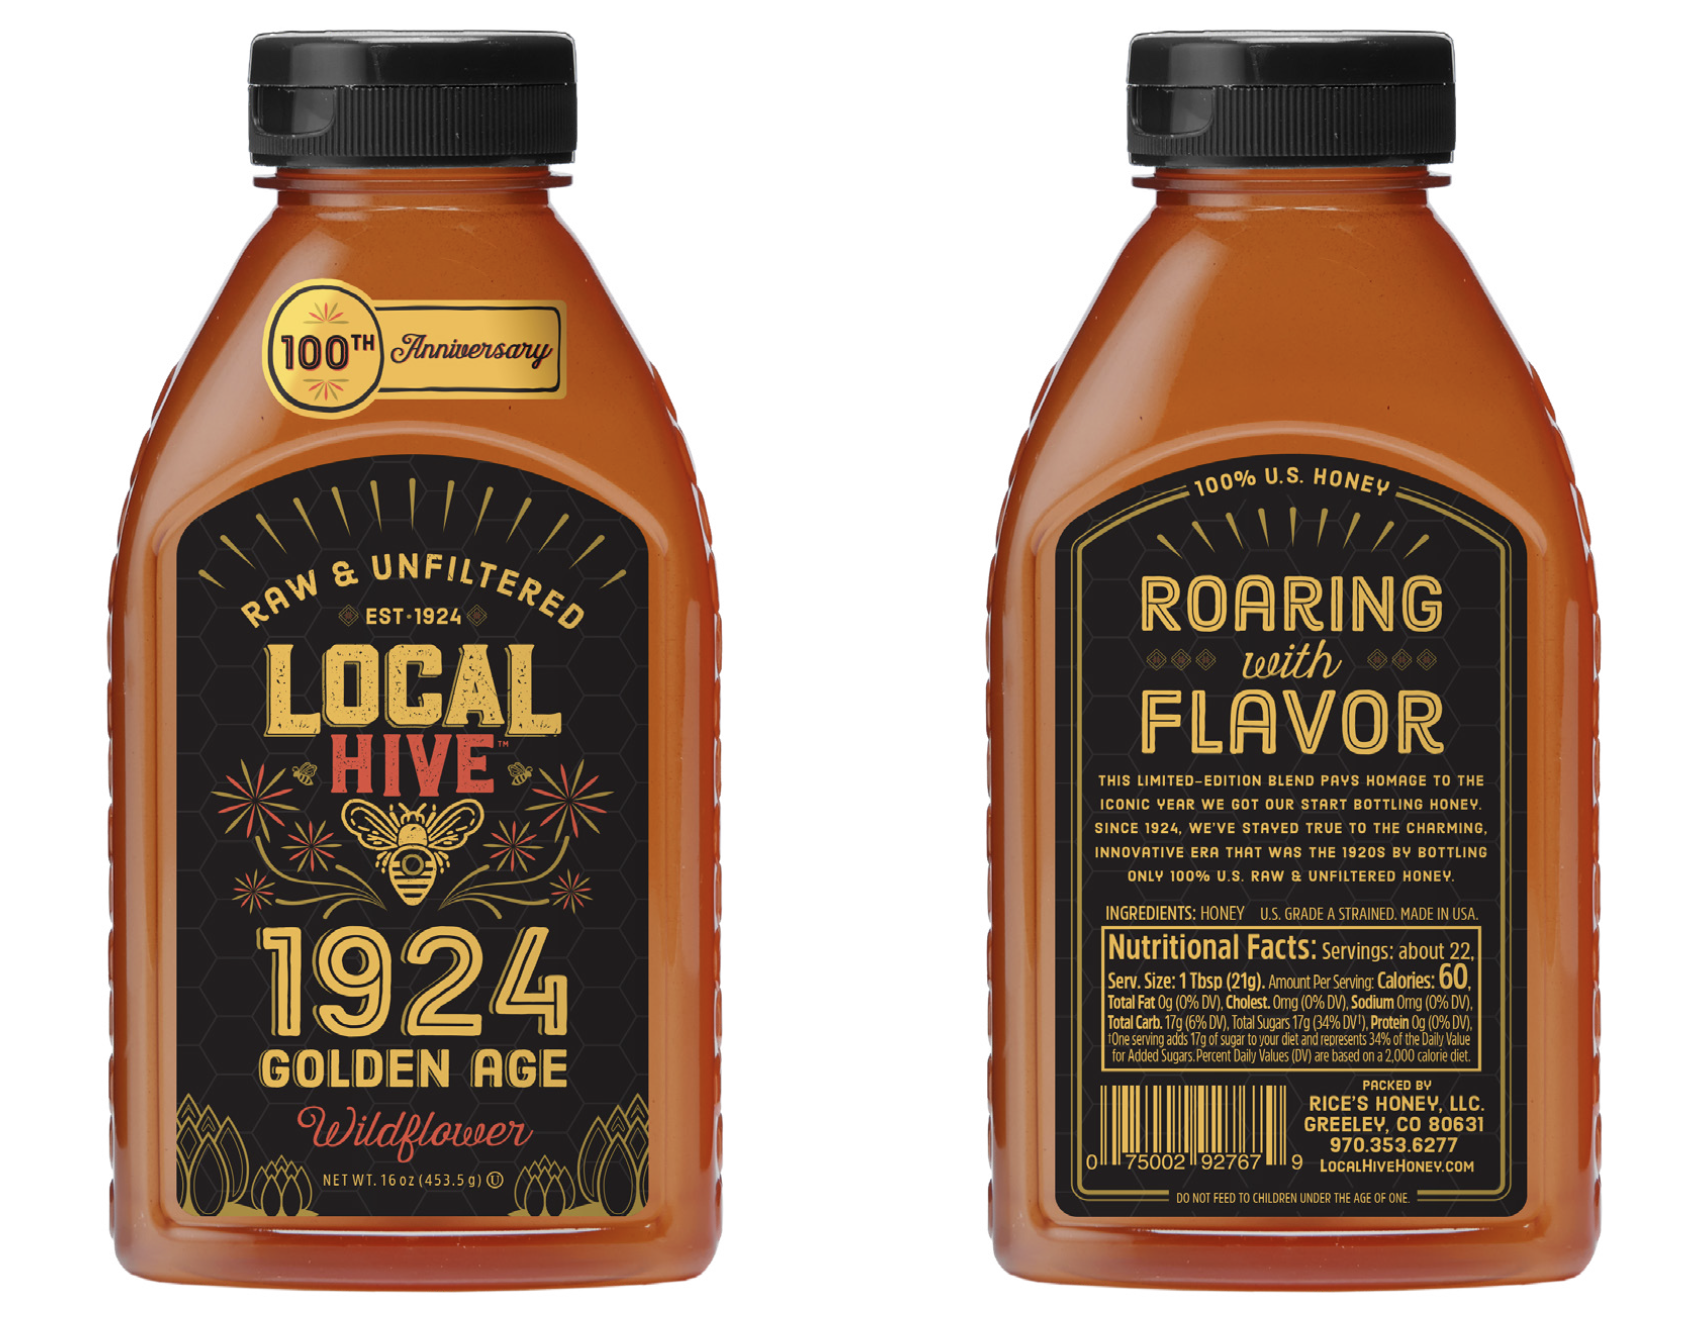 100TH Anniversary
RAW & UNFILTERED
EST·1924
LOCAL
HIVE™
1924
GOLDEN AGE
Wildflower
NET WT. 16 oz (453.5 g) Ⓤ
100% U.S. HONEY
ROARING
with
FLAVOR
THIS LIMITED-EDITION BLEND PAYS HOMAGE TO THE
ICONIC YEAR WE GOT OUR START BOTTLING HONEY.
SINCE 1924, WE'VE STAYED TRUE TO THE CHARMING,
INNOVATIVE ERA THAT WAS THE 1920S BY BOTTLING
ONLY 100% U.S. RAW & UNFILTERED HONEY.
INGREDIENTS: HONEY U.S. GRADE A STRAINED. MADE IN USA.
Nutritional Facts: Servings: about 22,
Serv. Size: 1 Tbsp (21g). Amount Per Serving: Calories: 60,
Total Fat 0g (0% DV), Cholest. 0mg (0% DV), Sodium 0mg (0% DV),
Total Carb. 17g (6% DV), Total Sugars 17g (34% DV†), Protein 0g (0% DV),
†One serving adds 17g of sugar to your diet and represents 34% of the Daily Value
for Added Sugars. Percent Daily Values (DV) are based on a 2,000 calorie diet.
0 75002 92767 9
PACKED BY
RICE'S HONEY, LLC.
GREELEY, CO 80631
970.353.6277
LOCALHIVEHONEY.COM
DO NOT FEED TO CHILDREN UNDER THE AGE OF ONE.